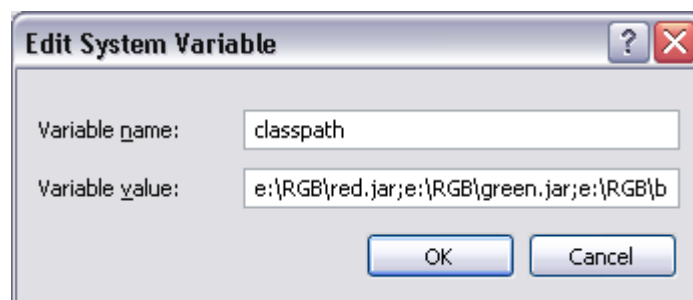 Edit System Variable
?
Variable name:
classpath
Variable value:
e:\RGB\red.jar;e:\RGB\green.jar;e:\RGB\b
OK
Cancel